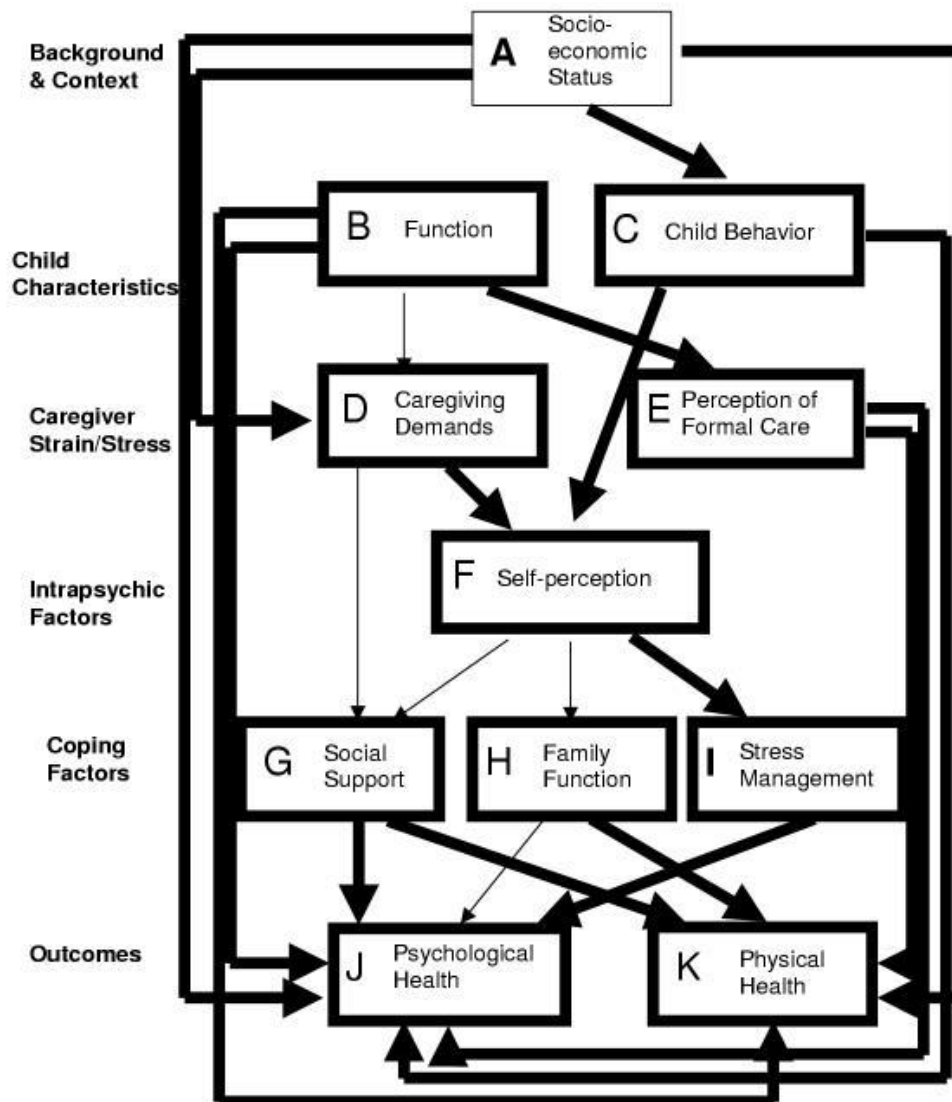 Background
& Context
A
Socio-
economic
Status
Child
Characteristics
B
Function
C
Child Behavior
Caregiver
Strain/Stress
D
Caregiving
Demands
E
Perception of
Formal Care
Intrapsychic
Factors
F
Self-perception
Coping
Factors
G
Social
Support
H
Family
Function
I
Stress
Management
Outcomes
J
Psychological
Health
K
Physical
Health